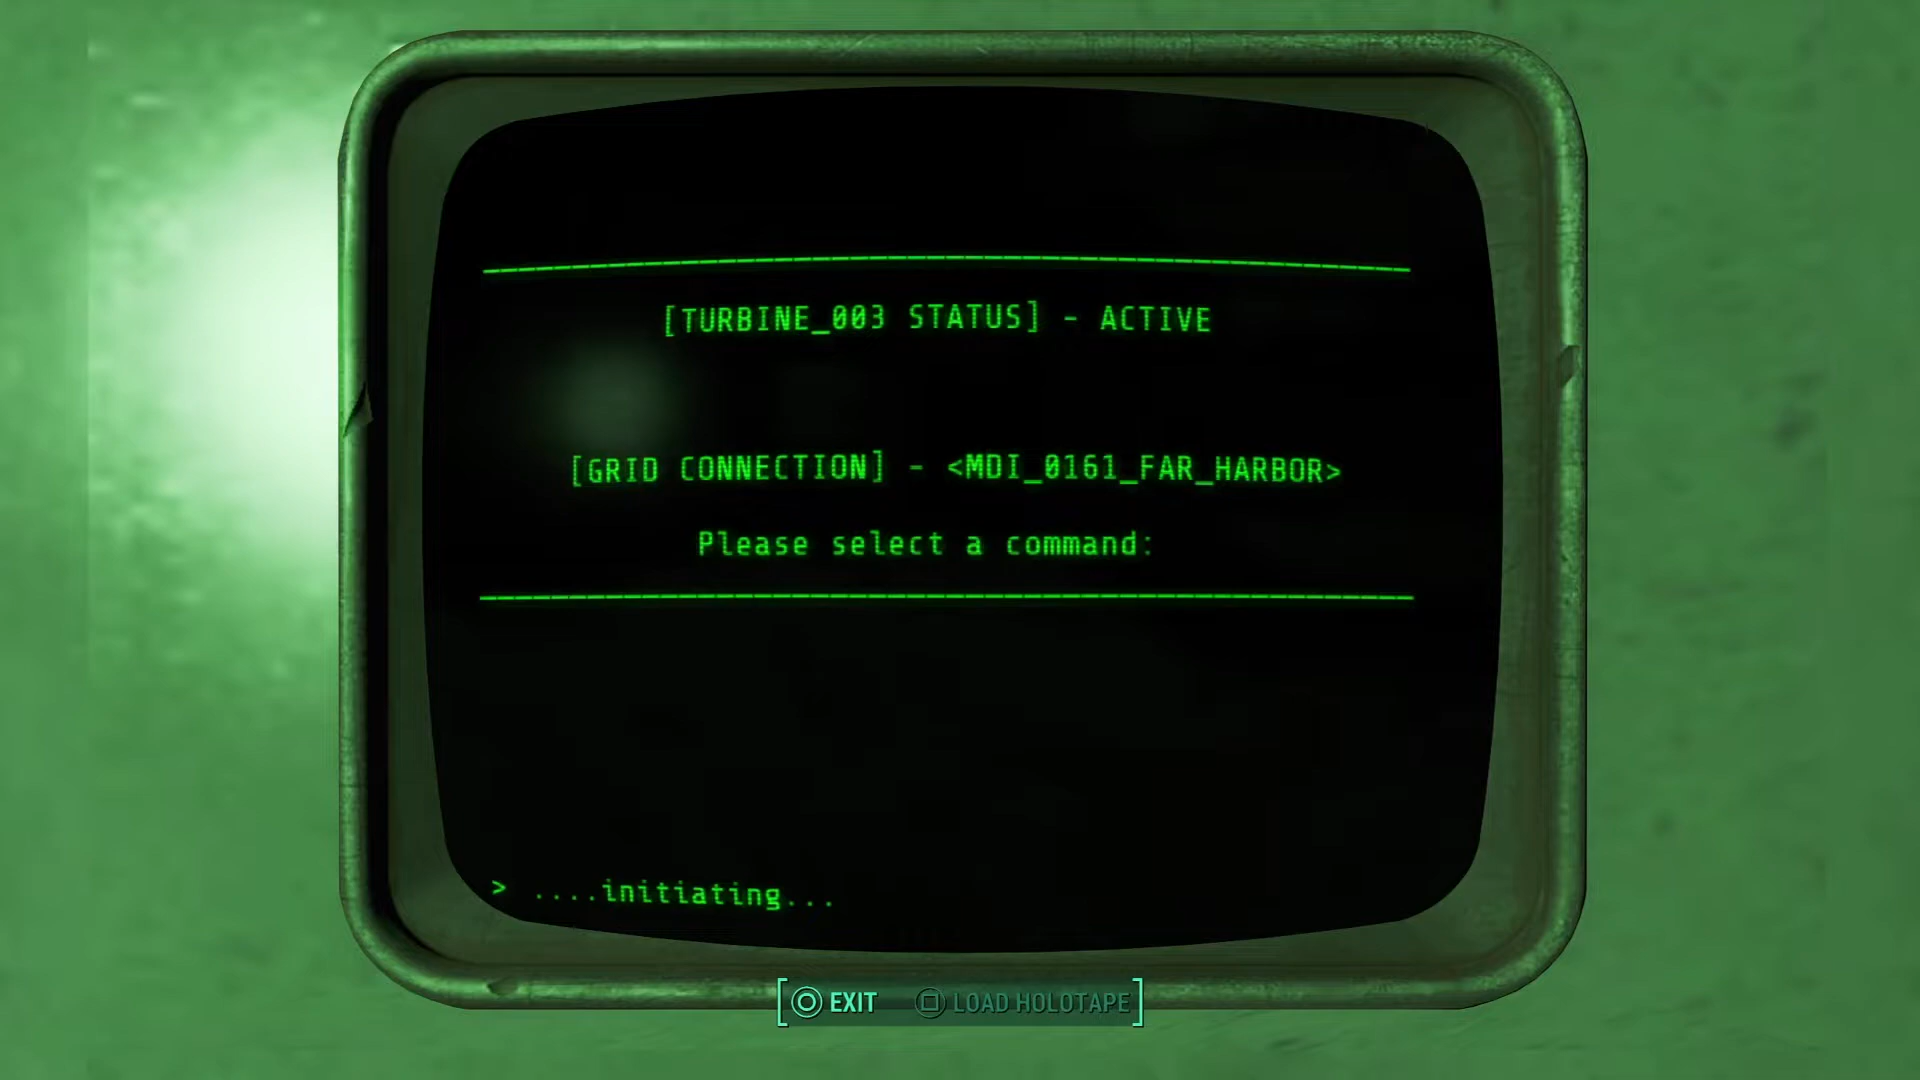 [TURBINE_003 STATUS] - ACTIVE
[GRID CONNECTION] - <MDI_0161_FAR_HARBOR>
Please select a command:
> ....initiating...
EXIT LOAD HOLOTAPE